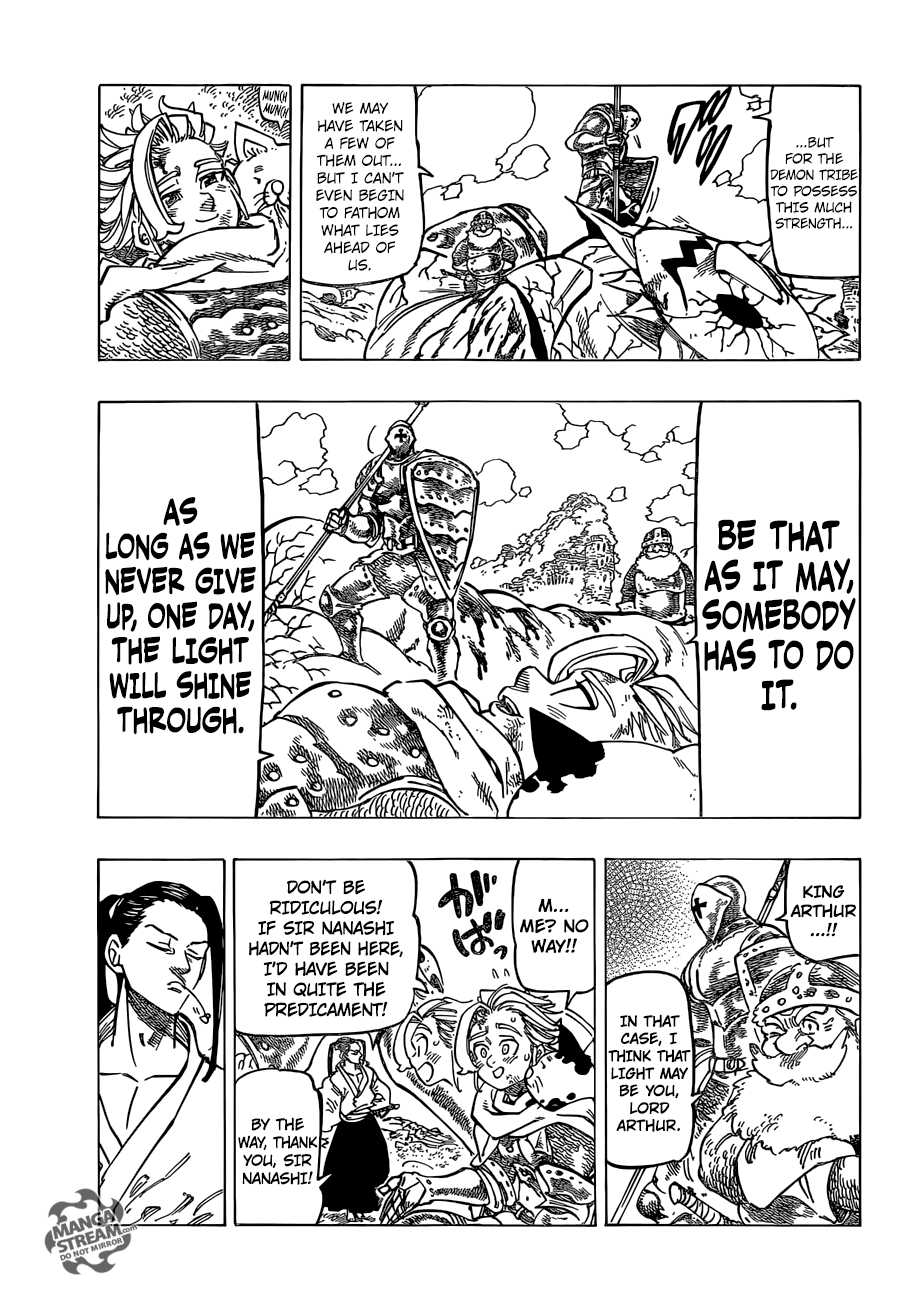 ...BUT
FOR THE
DEMON TRIBE
TO POSSESS
THIS MUCH
STRENGTH...
WE MAY
HAVE TAKEN
A FEW OF
THEM OUT...
BUT I CAN'T
EVEN BEGIN
TO FATHOM
WHAT LIES
AHEAD OF
US.
MUNCH
MUNCH
BE THAT
AS IT MAY,
SOMEBODY
HAS TO DO
IT.
AS
LONG AS WE
NEVER GIVE
UP, ONE DAY,
THE LIGHT
WILL SHINE
THROUGH.
KING
ARTHUR
...!!
IN THAT
CASE, I
THINK THAT
LIGHT MAY
BE YOU,
LORD
ARTHUR.
M...
ME? NO
WAY!!
がばっ
DON'T BE
RIDICULOUS!
IF SIR NANASHI
HADN'T BEEN HERE,
I'D HAVE BEEN
IN QUITE THE
PREDICAMENT!
BY THE
WAY, THANK
YOU, SIR
NANASHI!
MANGA
STREAM.com
DO NOT MIRROR